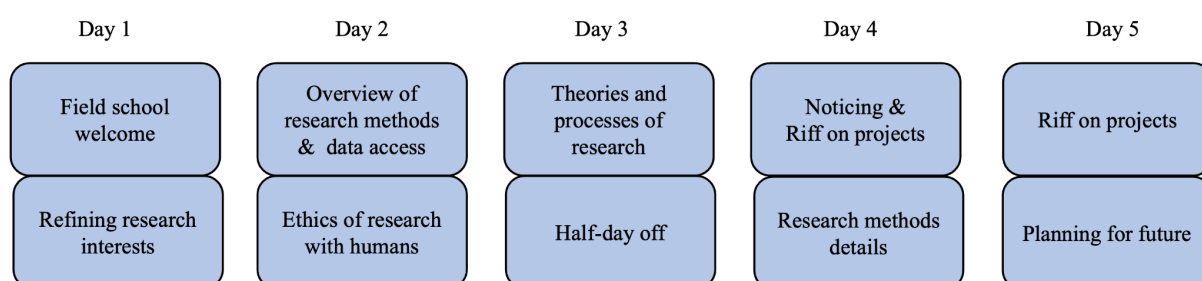 Day 1
Day 2
Day 3
Day 4
Day 5
Field school
welcome
Overview of
research methods
& data access
Theories and
processes of
research
Noticing &
Riff on projects
Riff on projects
Refining research
interests
Ethics of research
with humans
Half-day off
Research methods
details
Planning for future